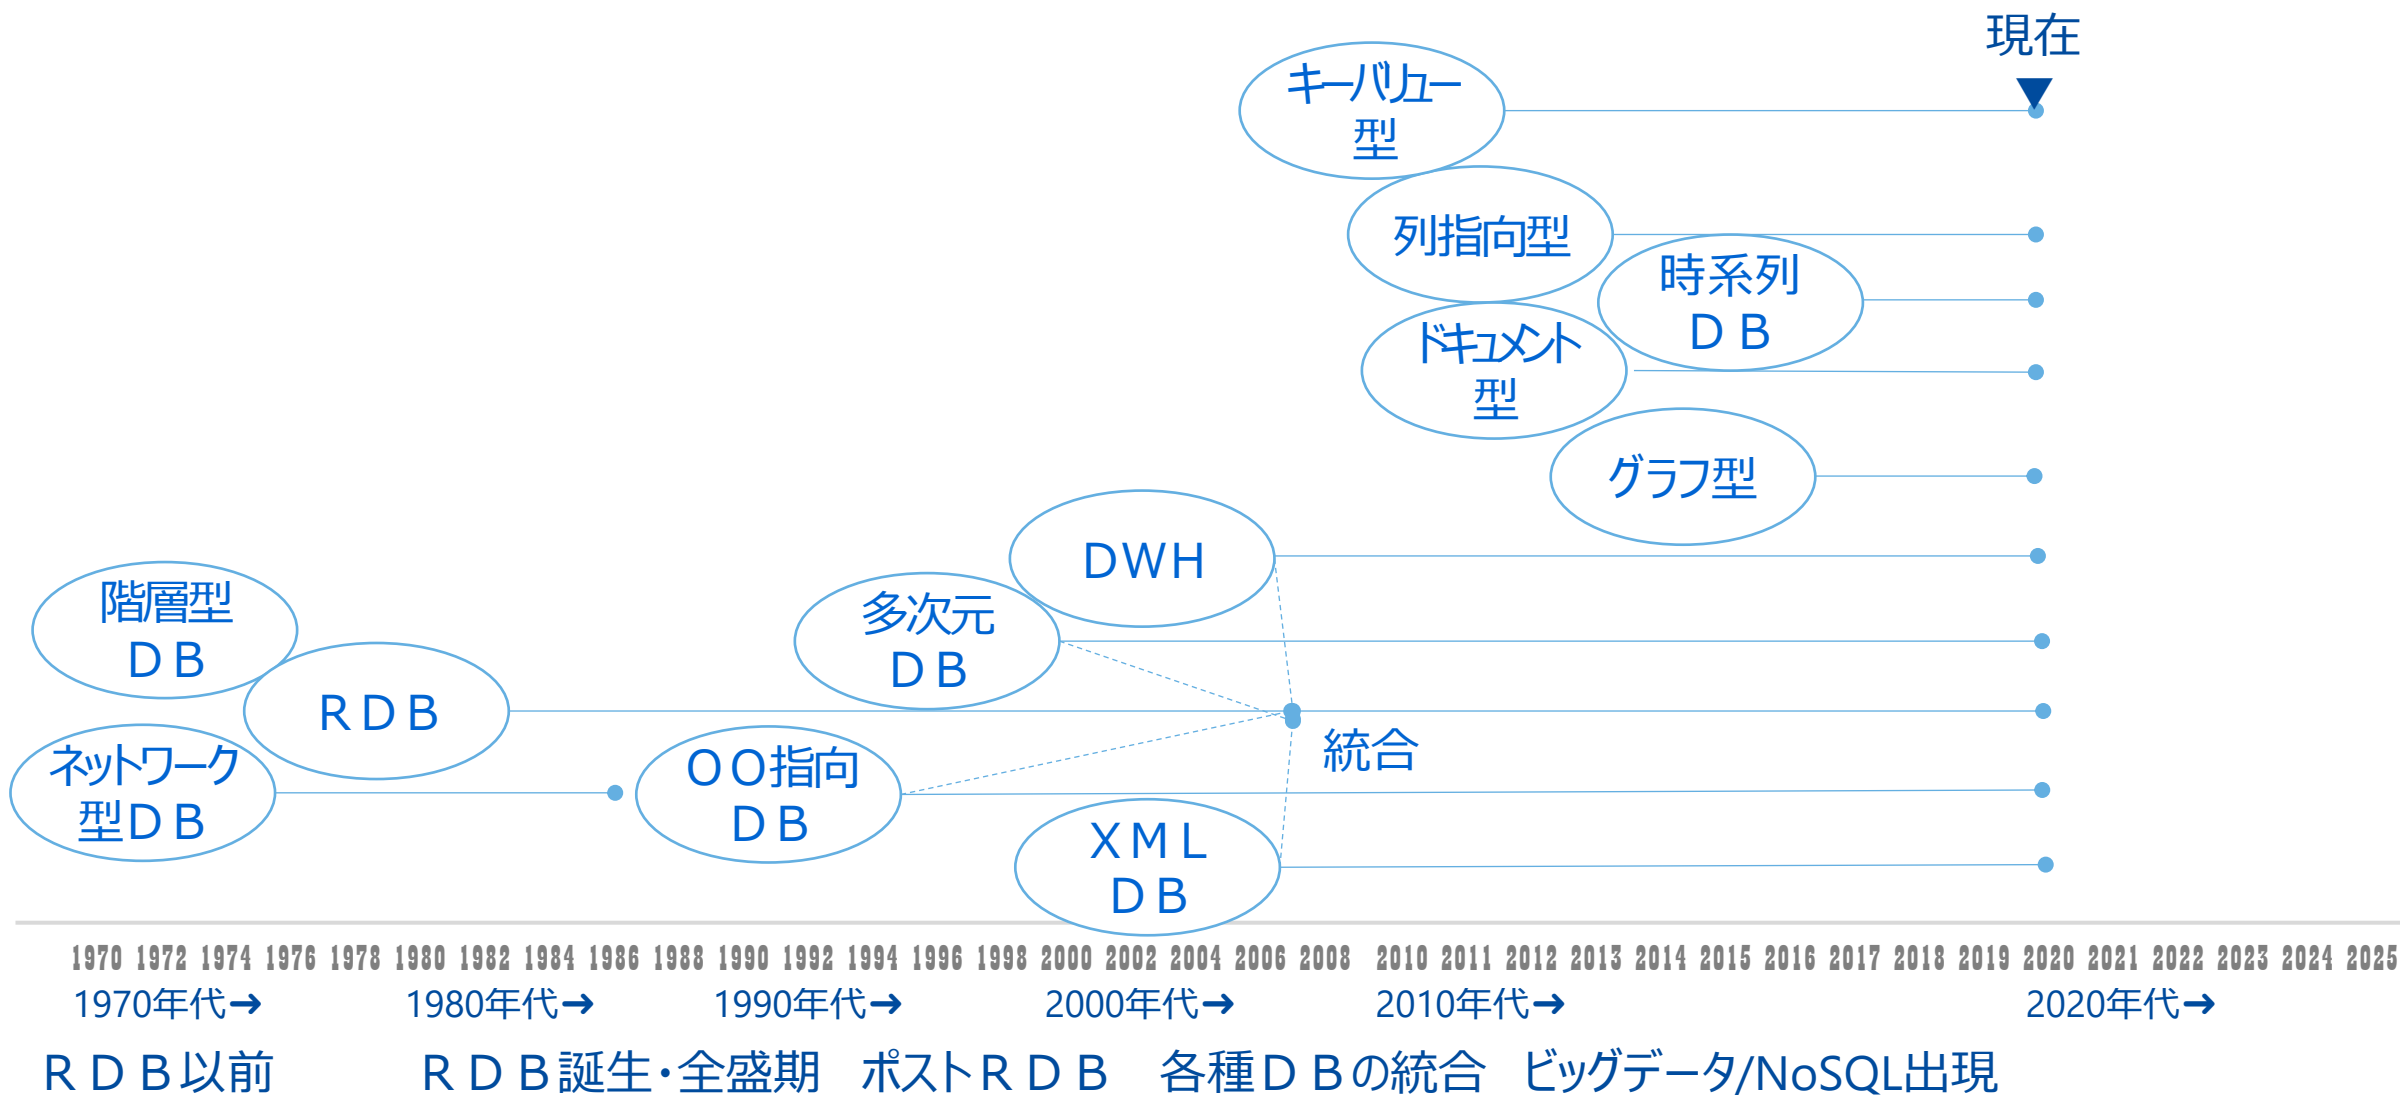 現在
キーバリュー
型
列指向型
時系列
ＤＢ
ドキュメント
型
グラフ型
DWH
階層型
ＤＢ
多次元
ＤＢ
ＲＤＢ
統合
ネットワーク
型ＤＢ
ＯＯ指向
ＤＢ
ＸＭＬ
ＤＢ
1970 1972 1974 1976 1978 1980 1982 1984 1986 1988 1990 1992 1994 1996 1998 2000 2002 2004 2006 2008 2010 2011 2012 2013 2014 2015 2016 2017 2018 2019 2020 2021 2022 2023 2024 2025
1970年代➜ 1980年代➜ 1990年代➜ 2000年代➜ 2010年代➜ 2020年代➜
ＲＤＢ以前 ＲＤＢ誕生・全盛期 ポストＲＤＢ 各種ＤＢの統合 ビッグデータ/NoSQL出現